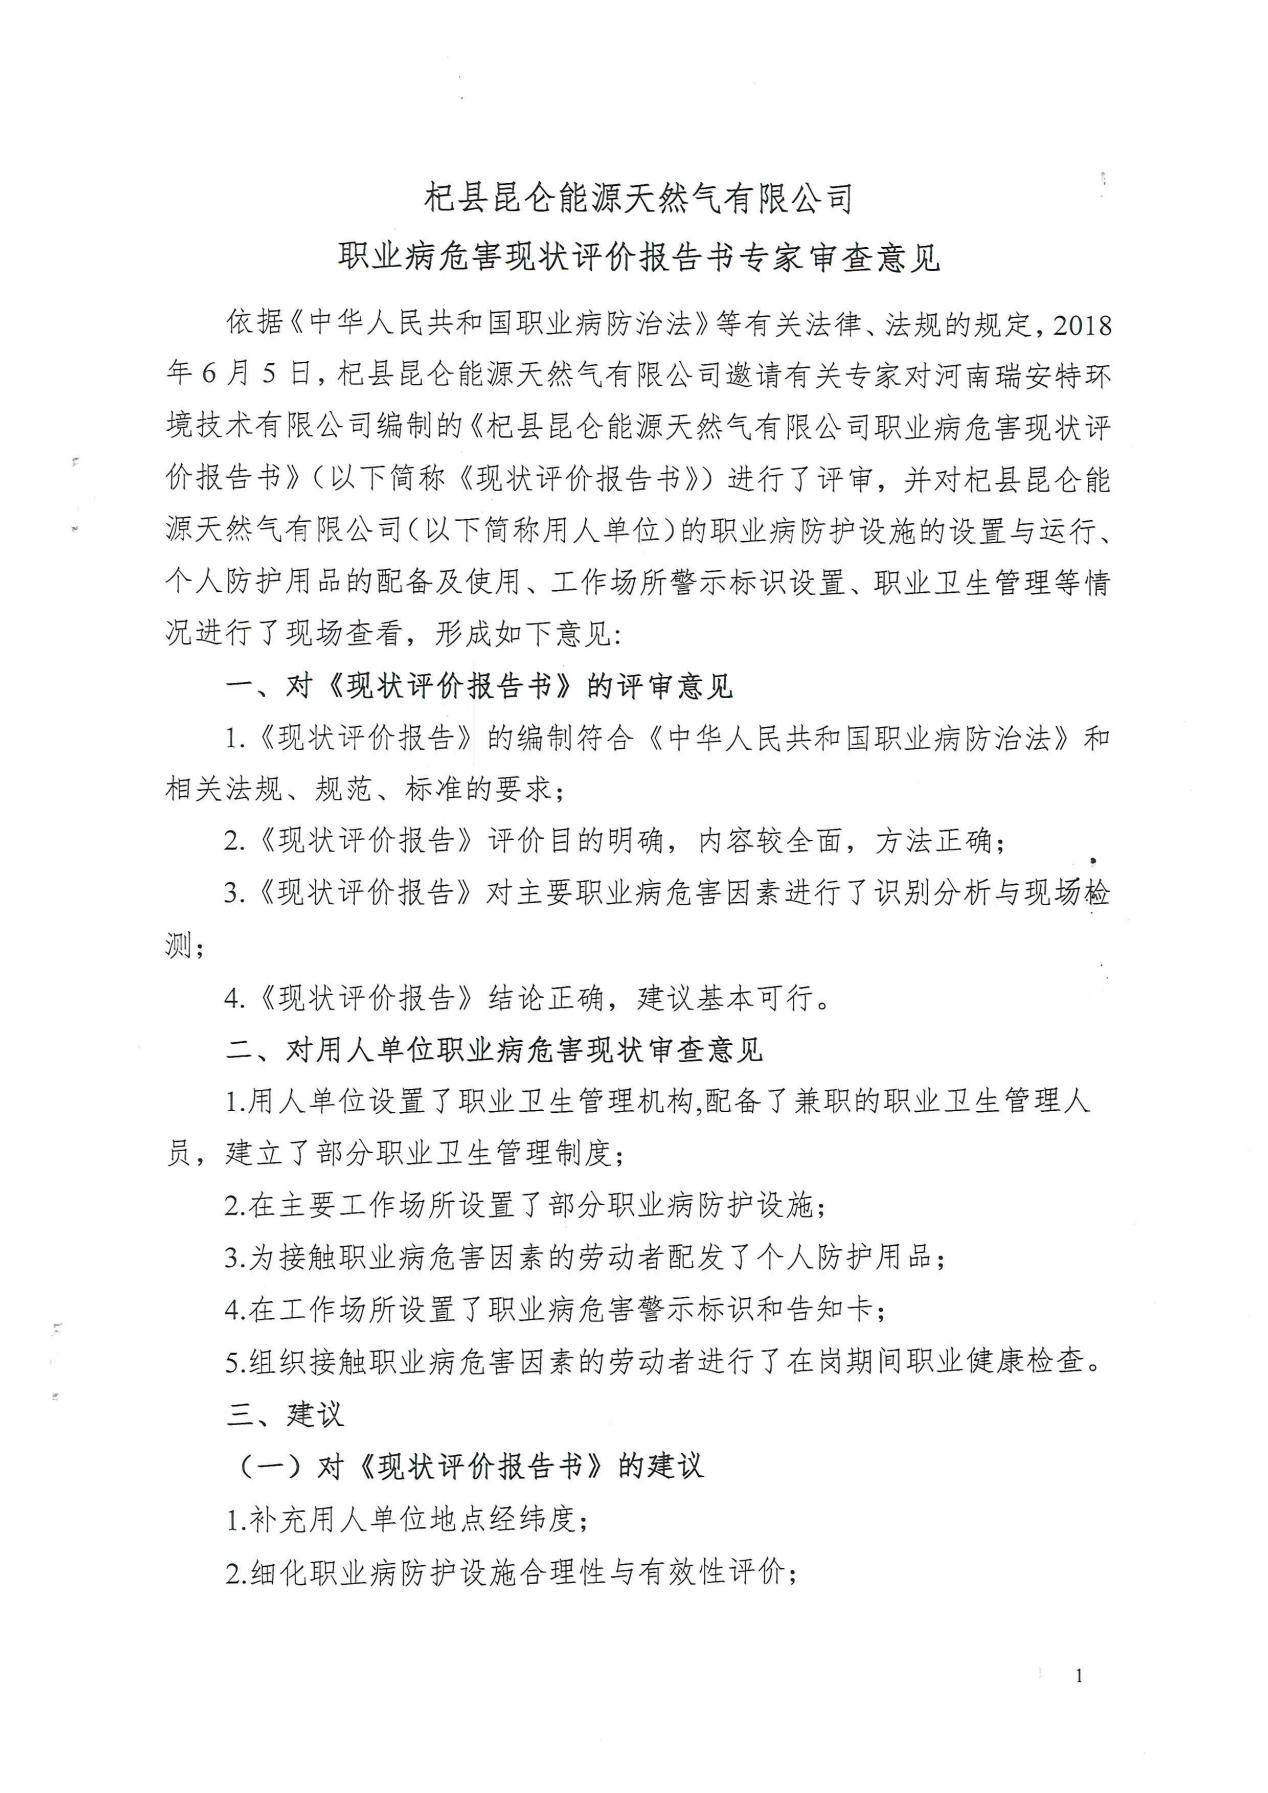 杞县昆仑能源天然气有限公司
职业病危害现状评价报告书专家审查意见
依据《中华人民共和国职业病防治法》等有关法律、法规的规定，2018
年 6 月 5 日，杞县昆仑能源天然气有限公司邀请有关专家对河南瑞安特环
境技术有限公司编制的《杞县昆仑能源天然气有限公司职业病危害现状评
价报告书》（以下简称《现状评价报告书》）进行了评审，并对杞县昆仑能
源天然气有限公司（以下简称用人单位）的职业病防护设施的设置与运行、
个人防护用品的配备及使用、工作场所警示标识设置、职业卫生管理等情
况进行了现场查看，形成如下意见：
一、对《现状评价报告书》的评审意见
1.《现状评价报告》的编制符合《中华人民共和国职业病防治法》和
相关法规、规范、标准的要求；
2.《现状评价报告》评价目的明确，内容较全面，方法正确；
3.《现状评价报告》对主要职业病危害因素进行了识别分析与现场检
测；
4.《现状评价报告》结论正确，建议基本可行。
二、对用人单位职业病危害现状审查意见
1.用人单位设置了职业卫生管理机构,配备了兼职的职业卫生管理人
员，建立了部分职业卫生管理制度；
2.在主要工作场所设置了部分职业病防护设施；
3.为接触职业病危害因素的劳动者配发了个人防护用品；
4.在工作场所设置了职业病危害警示标识和告知卡；
5.组织接触职业病危害因素的劳动者进行了在岗期间职业健康检查。
三、建议
（一）对《现状评价报告书》的建议
1.补充用人单位地点经纬度；
2.细化职业病防护设施合理性与有效性评价；
1